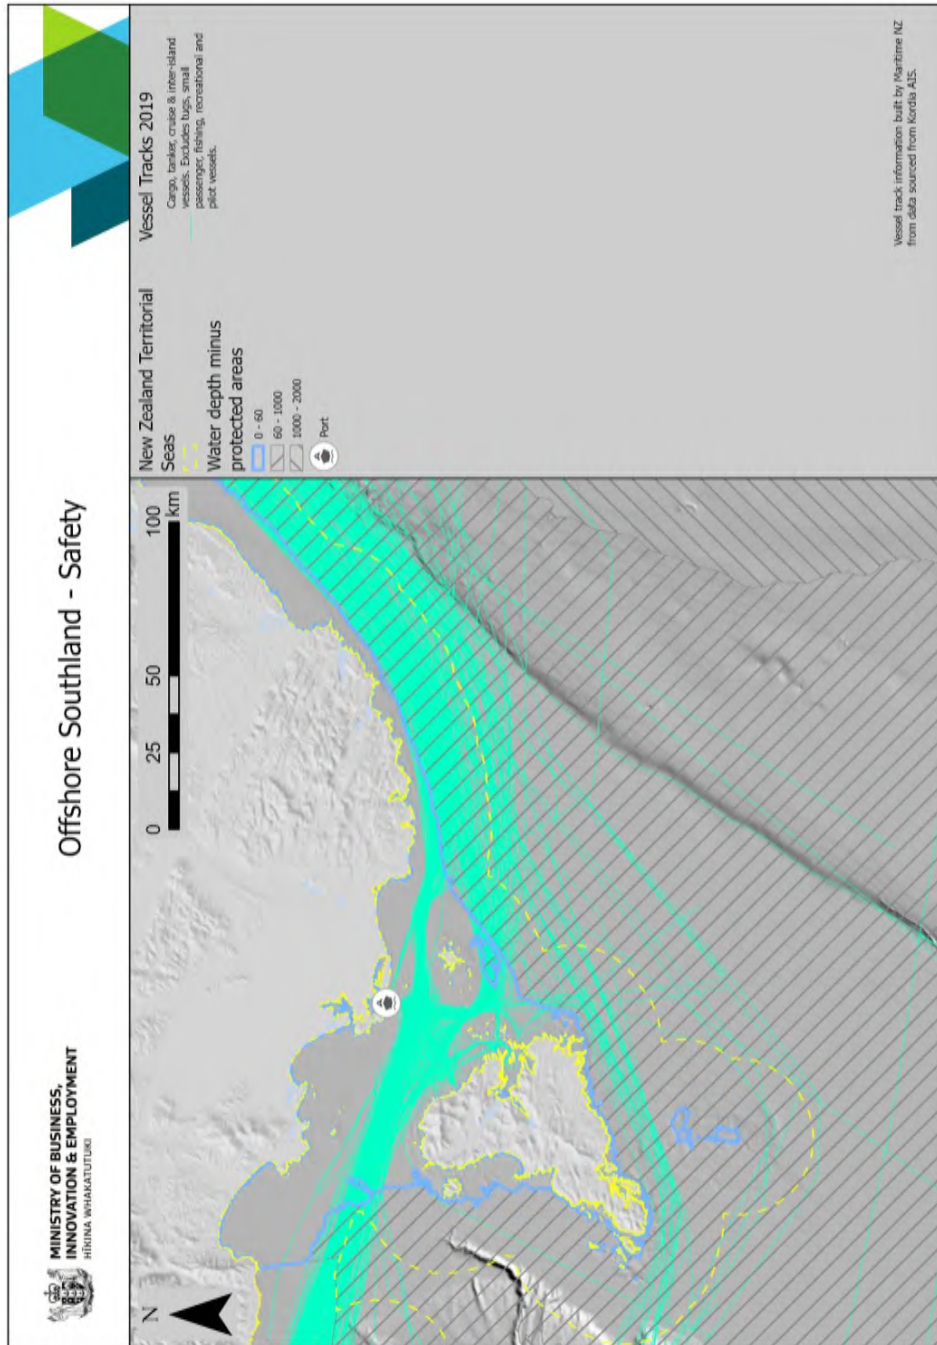 MINISTRY OF BUSINESS,
INNOVATION & EMPLOYMENT
HĪKINA WHAKATUTUKI
Offshore Southland - Safety
N
0 25 50 100
km
New Zealand Territorial
Seas
Water depth minus
protected areas
0 - 60
60 - 1000
1000 - 2000
Port
Vessel Tracks 2019
Cargo, tanker, cruise & inter-island
vessels. Excludes tugs, small
passenger, fishing, recreational and
pilot vessels.
Vessel track information built by Maritime NZ
from data sourced from Kordia AIS.